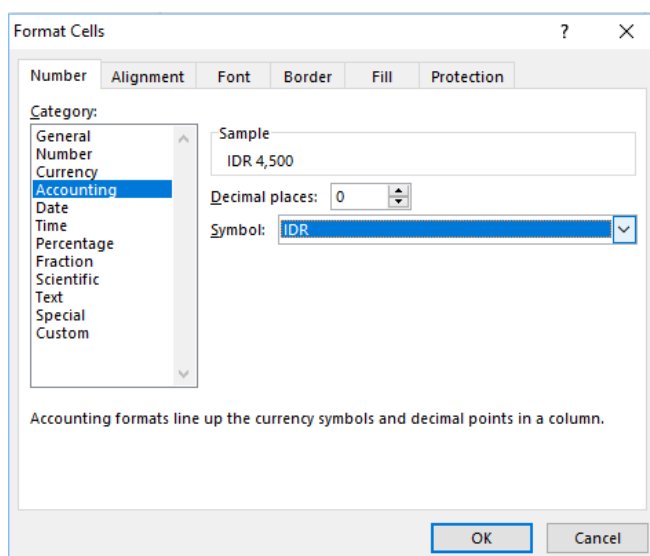 Format Cells
?
Number Alignment Font Border Fill Protection
Category:
General
Number
Currency
Accounting
Date
Time
Percentage
Fraction
Scientific
Text
Special
Custom
Sample
IDR 4,500
Decimal places: 0
Symbol: IDR
Accounting formats line up the currency symbols and decimal points in a column.
OK Cancel